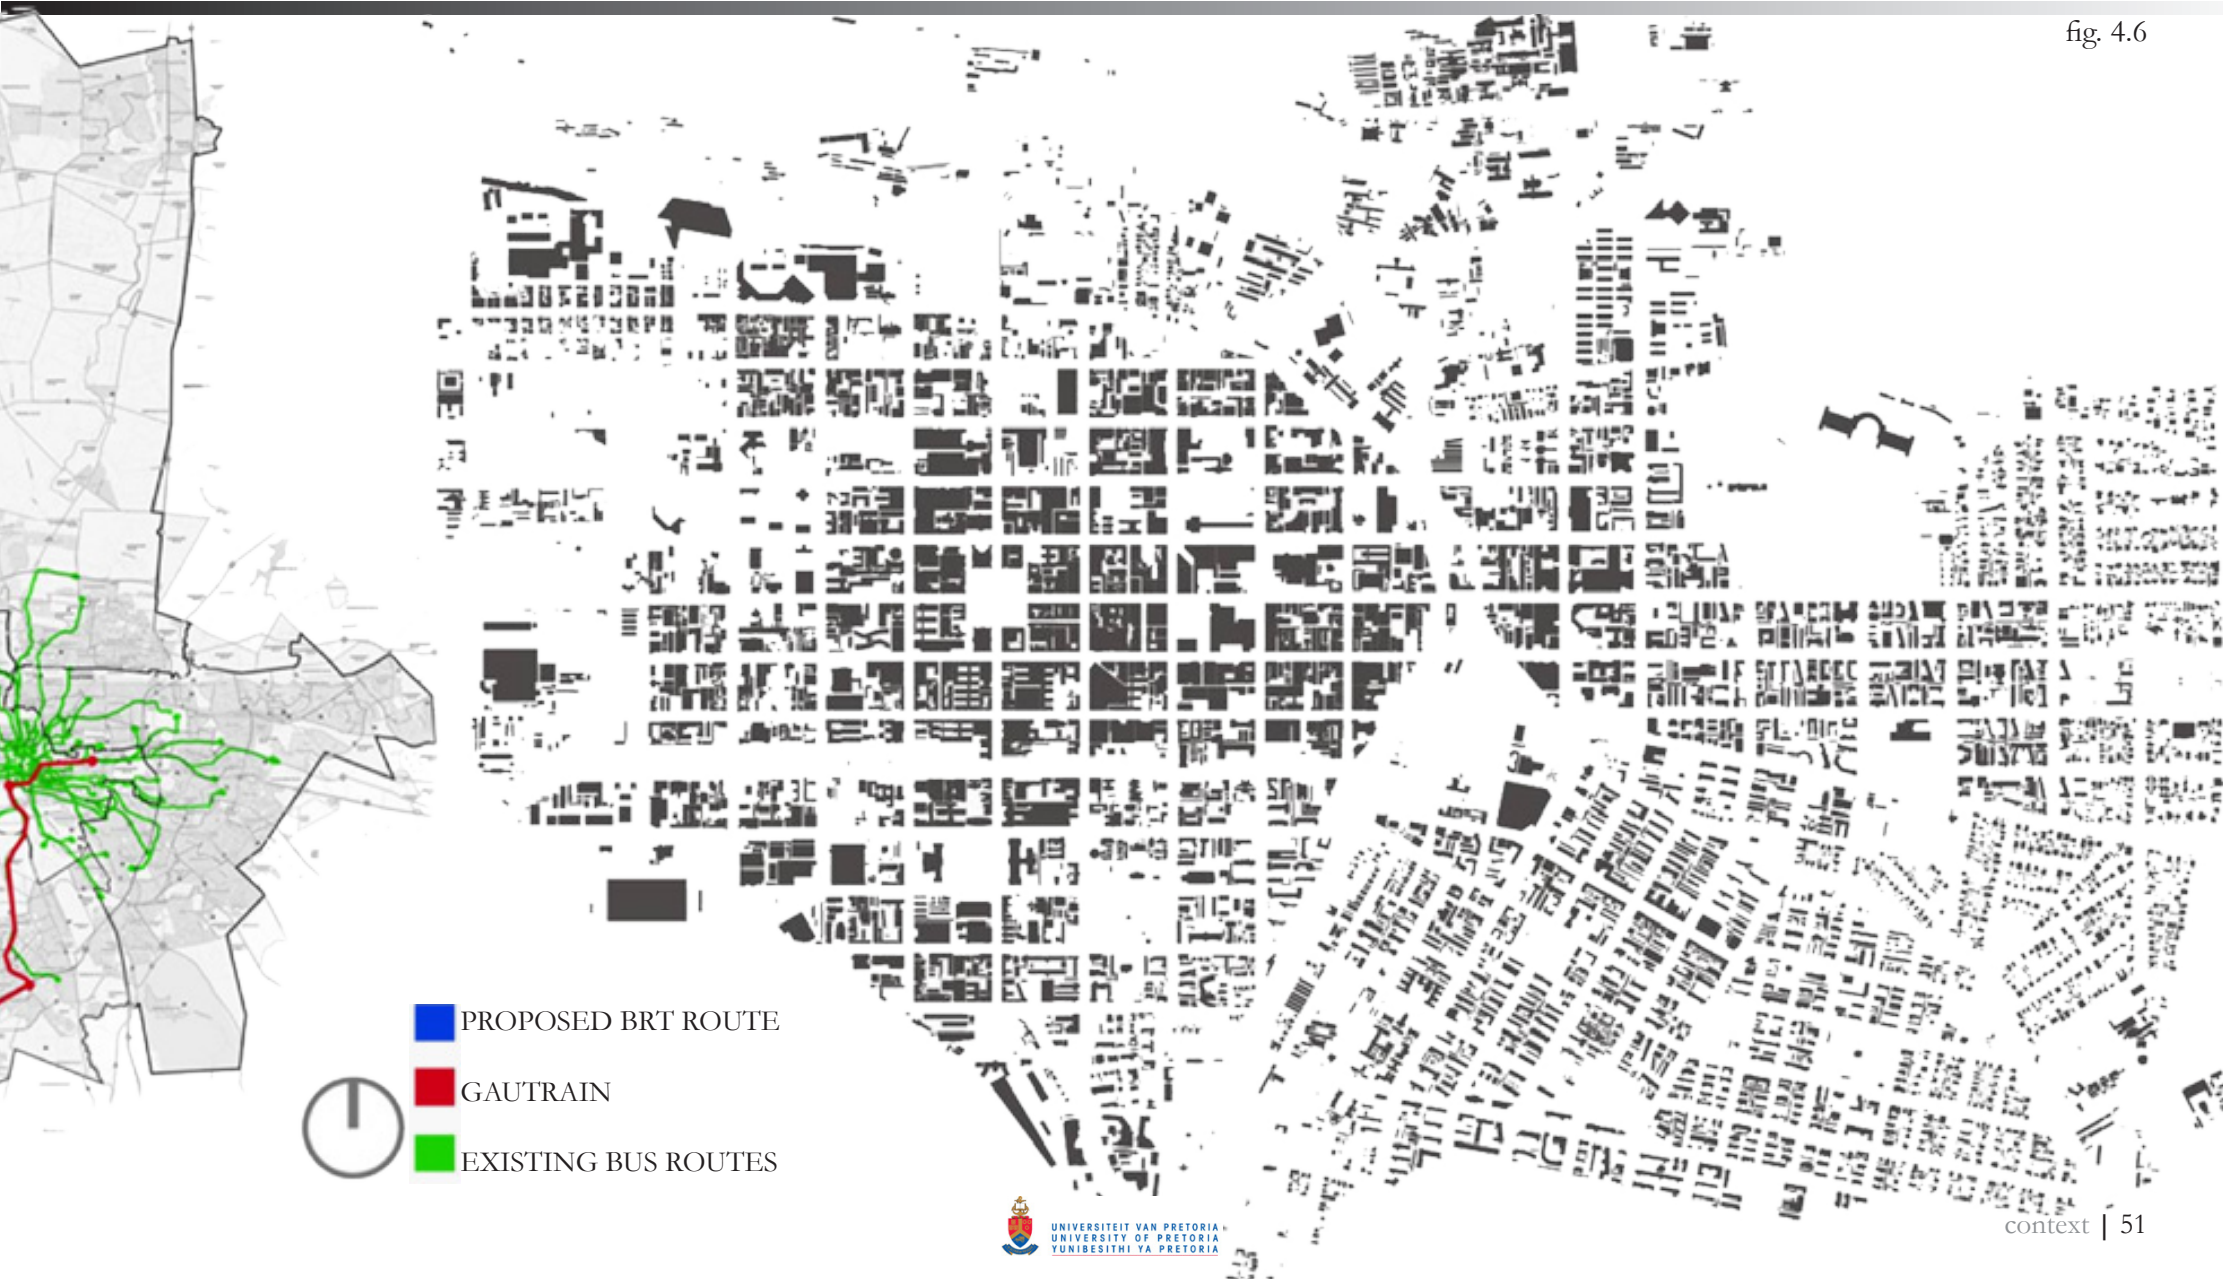 fig. 4.6
PROPOSED BRT ROUTE
GAUTRAIN
EXISTING BUS ROUTES
UNIVERSITEIT VAN PRETORIA
UNIVERSITY OF PRETORIA
YUNIBESITHI YA PRETORIA
context | 51